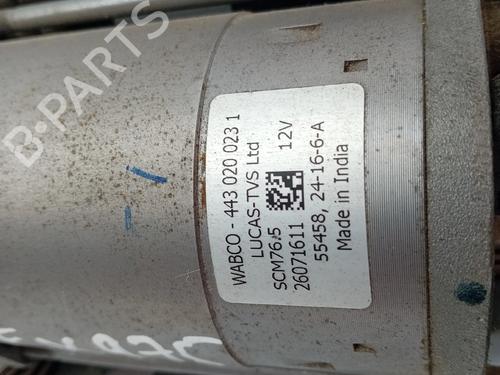 B-PARTS
WABCO - 443 020 023 1
LUCAS-TVS Ltd
SCM76.5 12V
26071611
55458, 24-16-6-A
Made in India